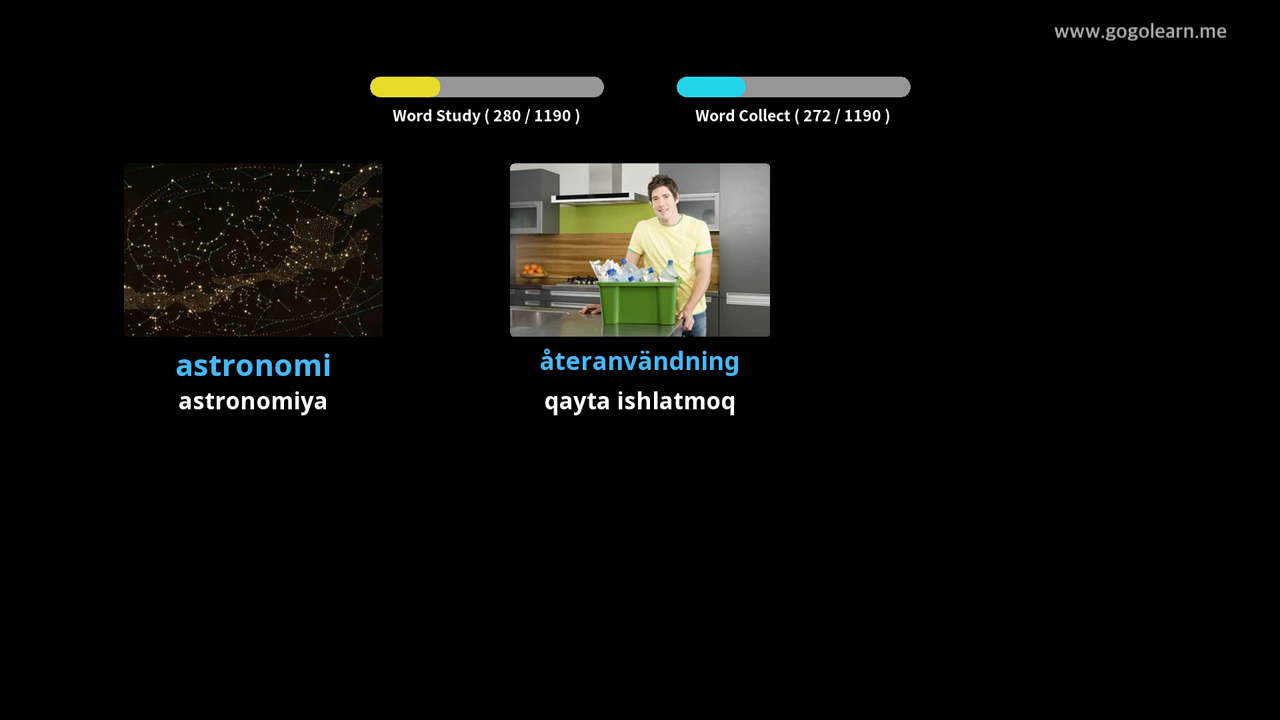 www.gogolearn.me
Word Study ( 280 / 1190 )
Word Collect ( 272 / 1190 )
astronomi
astronomiya
återanvändning
qayta ishlatmoq